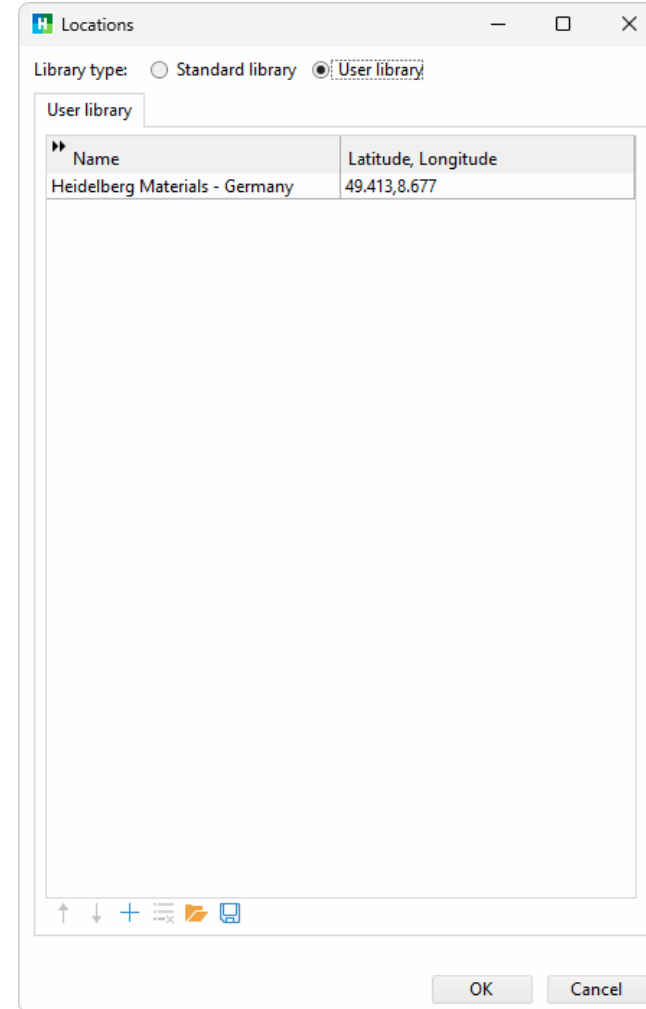 H Locations
Library type: Standard library User library
User library
Name Latitude, Longitude
Heidelberg Materials - Germany 49.413,8.677
OK Cancel